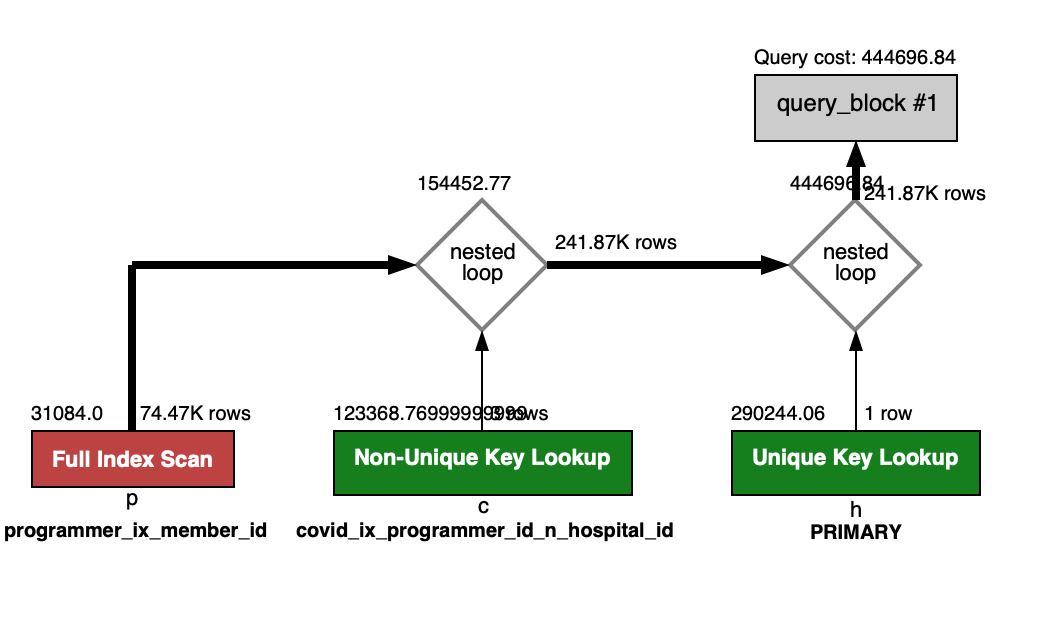 Query cost: 444696.84
query_block #1
154452.77
444696.84
241.87K rows
nested
loop
241.87K rows
nested
loop
31084.0
74.47K rows
123368.76999999999
3 rows
290244.06
1 row
Full Index Scan
Non-Unique Key Lookup
Unique Key Lookup
p
c
h
programmer_ix_member_id
covid_ix_programmer_id_n_hospital_id
PRIMARY